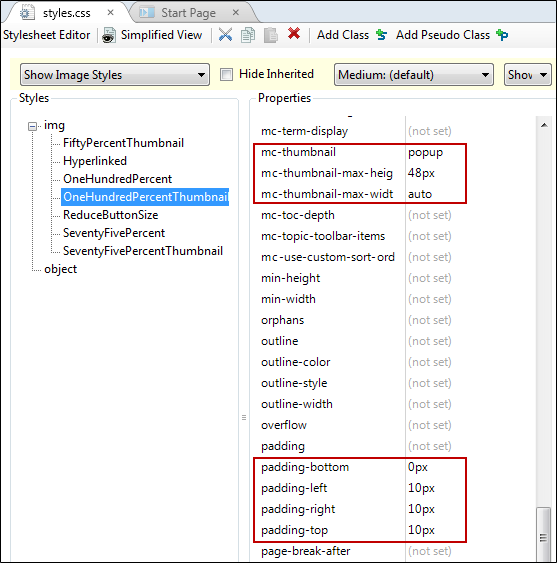 styles.css × Start Page ×
Stylesheet Editor Simplified View Add Class Add Pseudo Class
Show Image Styles Hide Inherited Medium: (default) Show
Styles
img
FiftyPercentThumbnail
Hyperlinked
OneHundredPercent
OneHundredPercentThumbnail
ReduceButtonSize
SeventyFivePercent
SeventyFivePercentThumbnail
object
Properties
mc-term-display (not set)
mc-thumbnail popup
mc-thumbnail-max-heig 48px
mc-thumbnail-max-widt auto
mc-toc-depth (not set)
mc-topic-toolbar-items (not set)
mc-use-custom-sort-ord (not set)
min-height (not set)
min-width (not set)
orphans (not set)
outline (not set)
outline-color (not set)
outline-style (not set)
outline-width (not set)
overflow (not set)
padding (not set)
padding-bottom 0px
padding-left 10px
padding-right 10px
padding-top 10px
page-break-after (not set)